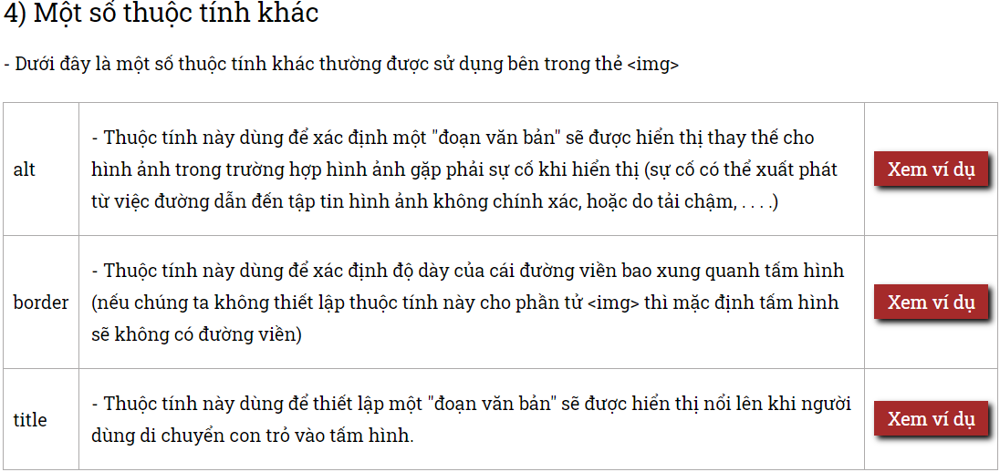 4) Một số thuộc tính khác
- Dưới đây là một số thuộc tính khác thường được sử dụng bên trong thẻ <img>
alt
- Thuộc tính này dùng để xác định một "đoạn văn bản" sẽ được hiển thị thay thế cho
hình ảnh trong trường hợp hình ảnh gặp phải sự cố khi hiển thị (sự cố có thể xuất phát
từ việc đường dẫn đến tập tin hình ảnh không chính xác, hoặc do tải chậm, . . . .)
Xem ví dụ
border
- Thuộc tính này dùng để xác định độ dày của cái đường viền bao xung quanh tấm hình
(nếu chúng ta không thiết lập thuộc tính này cho phần tử <img> thì mặc định tấm hình
sẽ không có đường viền)
Xem ví dụ
title
- Thuộc tính này dùng để thiết lập một "đoạn văn bản" sẽ được hiển thị nổi lên khi người
dùng di chuyển con trỏ vào tấm hình.
Xem ví dụ